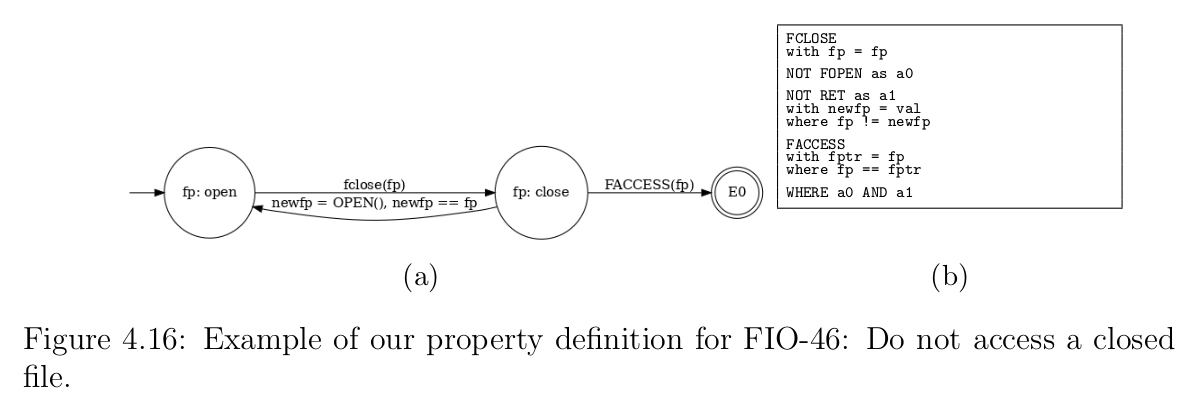 fp: open
fclose(fp)
newfp = OPEN(), newfp == fp
fp: close
FACCESS(fp)
E0
(a)
FCLOSE
with fp = fp
NOT FOPEN as a0
NOT RET as a1
with newfp = val
where fp != newfp
FACCESS
with fptr = fp
where fp == fptr
WHERE a0 AND a1
(b)
Figure 4.16: Example of our property definition for FIO-46: Do not access a closed
file.